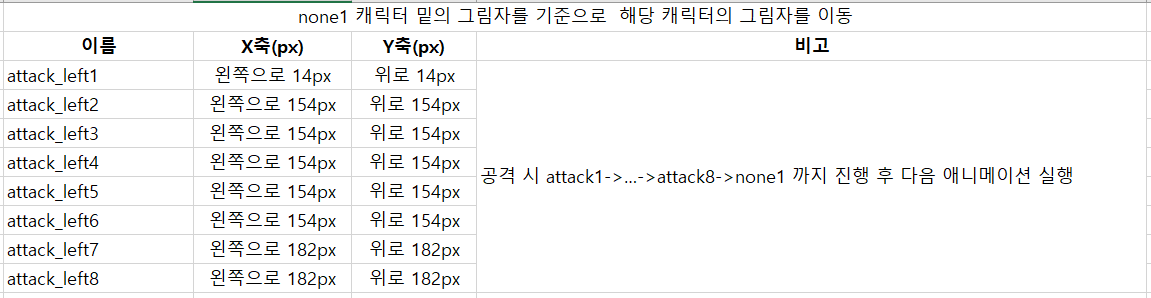 none1 캐릭터 밑의 그림자를 기준으로  해당 캐릭터의 그림자를 이동
이름 X축(px) Y축(px) 비고
attack_left1 왼쪽으로 14px 위로 14px
attack_left2 왼쪽으로 154px 위로 154px
attack_left3 왼쪽으로 154px 위로 154px
attack_left4 왼쪽으로 154px 위로 154px
attack_left5 왼쪽으로 154px 위로 154px
공격 시 attack1->...->attack8->none1 까지 진행 후 다음 애니메이션 실행
attack_left6 왼쪽으로 154px 위로 154px
attack_left7 왼쪽으로 182px 위로 182px
attack_left8 왼쪽으로 182px 위로 182px